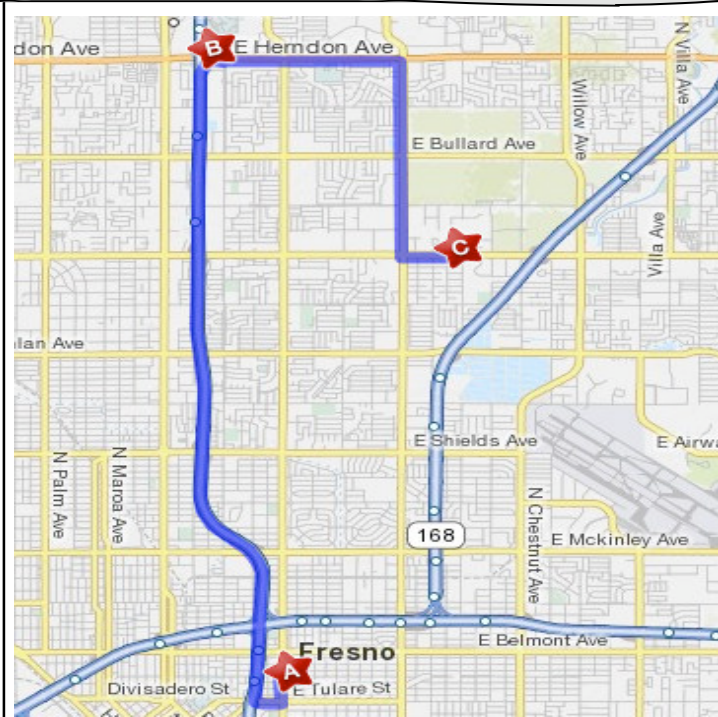 don Ave
B
E Herndon Ave
N Villa Ave
Willow Ave
E Bullard Ave
Villa Ave
C
lan Ave
E Shields Ave
E Airwa
N Palm Ave
N Maroa Ave
N Chestnut Ave
168
E Mckinley Ave
E Belmont Ave
Fresno
A
Divisadero St
E Tulare St